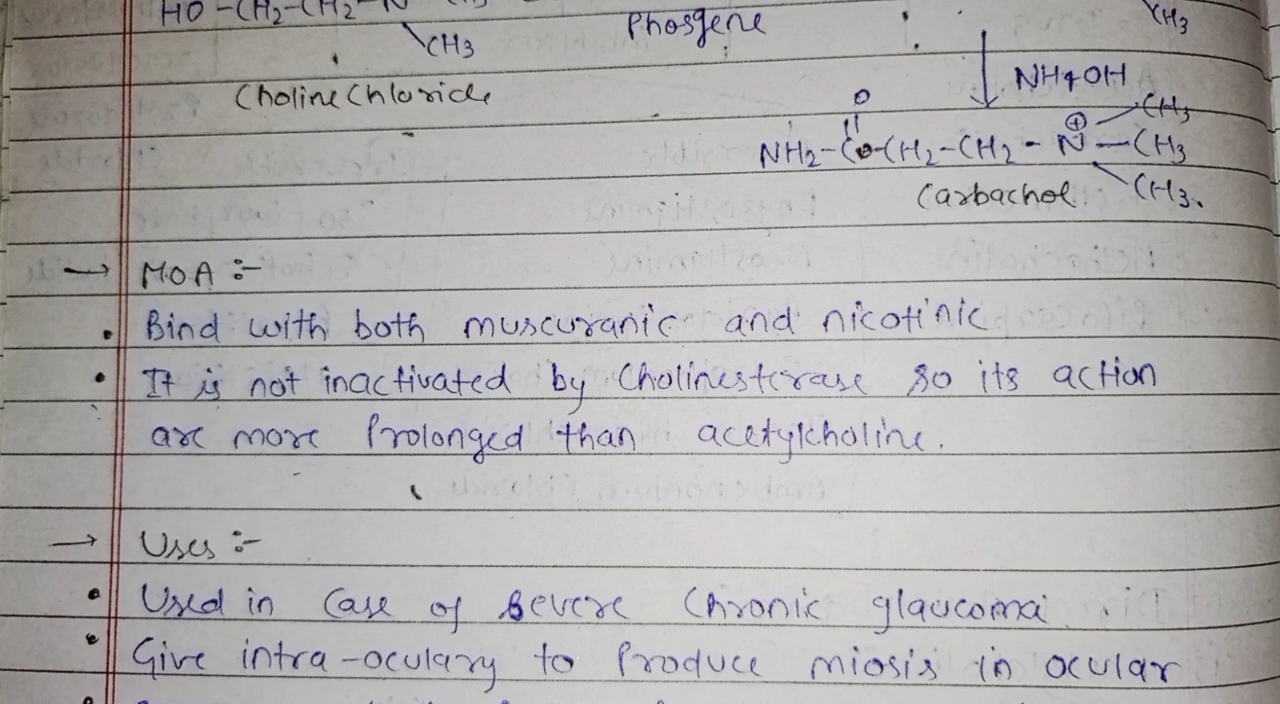 HO-CH2-CH2-N CH3
CH3
Phosgene
CH3
Choline Chloride
NH4OH
O
NH2-CO-CH2-CH2-N⊕-CH3
CH3
CH3.
Carbachol
→ MOA :-
• Bind with both muscuranic and nicotinic
• It is not inactivated by Cholinesterase so its action
are more Prolonged than acetylcholine.
→ Uses :-
• Used in Case of severe Chronic glaucoma
• Give intra-oculary to Produce miosis in ocular